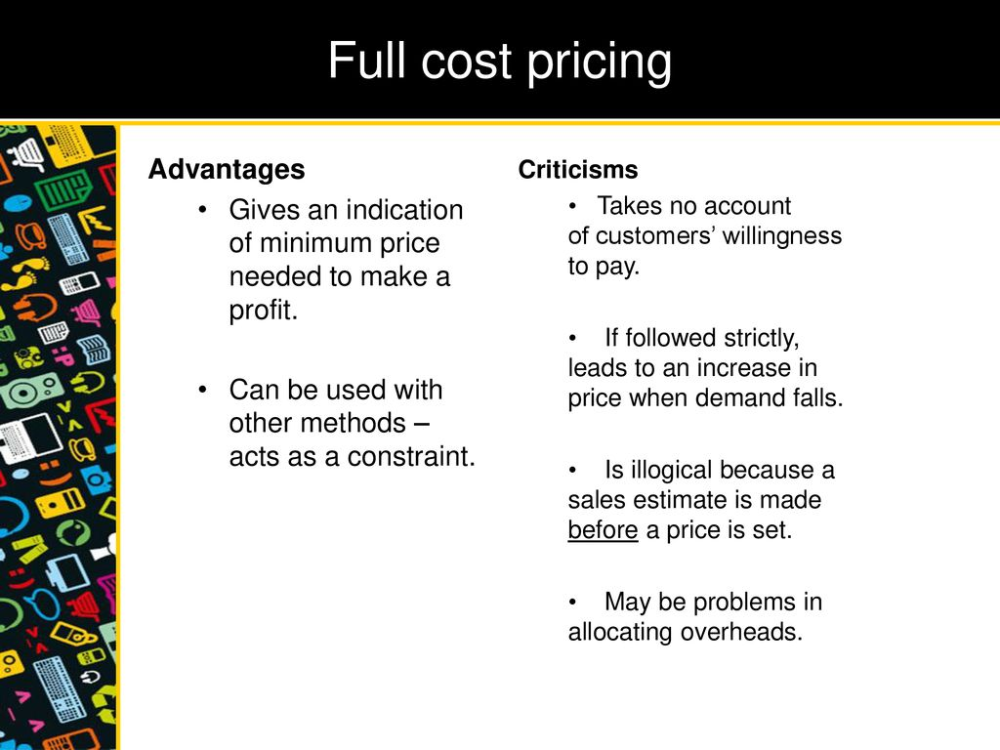 Full cost pricing
Advantages
• Gives an indication
of minimum price
needed to make a
profit.
• Can be used with
other methods –
acts as a constraint.
Criticisms
• Takes no account
of customers’ willingness
to pay.
• If followed strictly,
leads to an increase in
price when demand falls.
• Is illogical because a
sales estimate is made
before a price is set.
• May be problems in
allocating overheads.